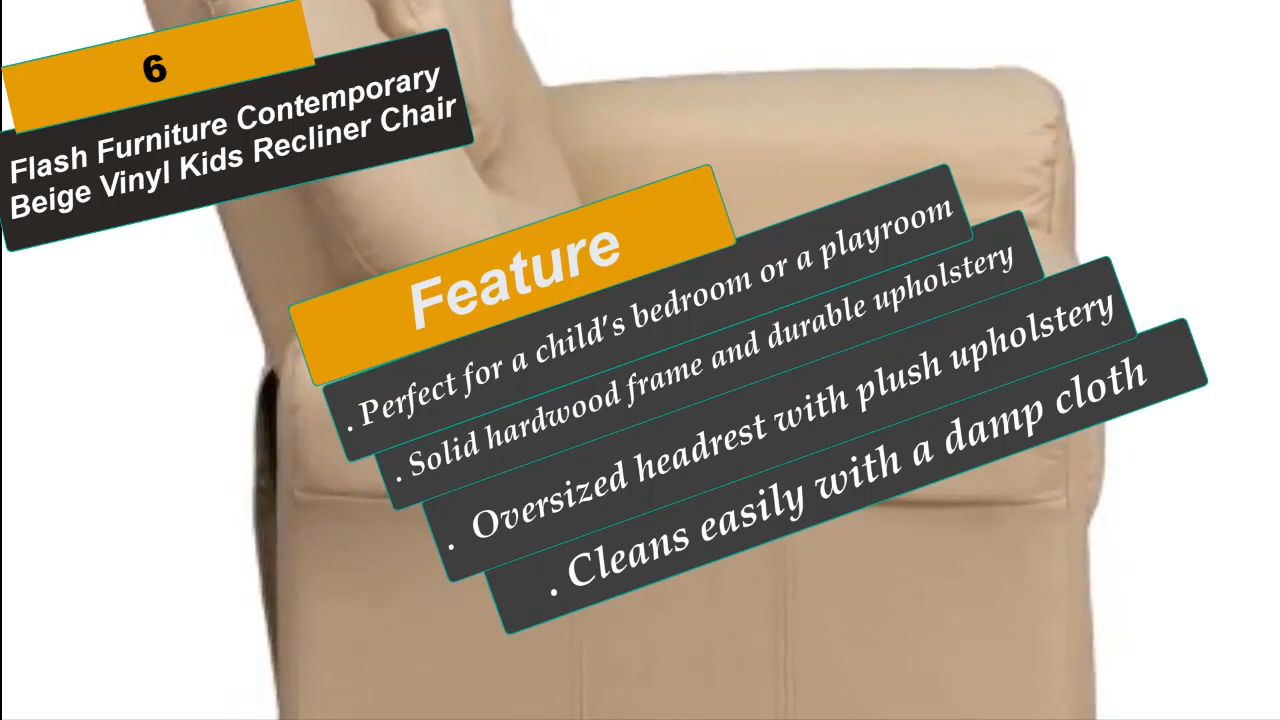 6
Flash Furniture Contemporary
Beige Vinyl Kids Recliner Chair
Feature
. Perfect for a child's bedroom or a playroom
. Solid hardwood frame and durable upholstery
. Oversized headrest with plush upholstery
. Cleans easily with a damp cloth